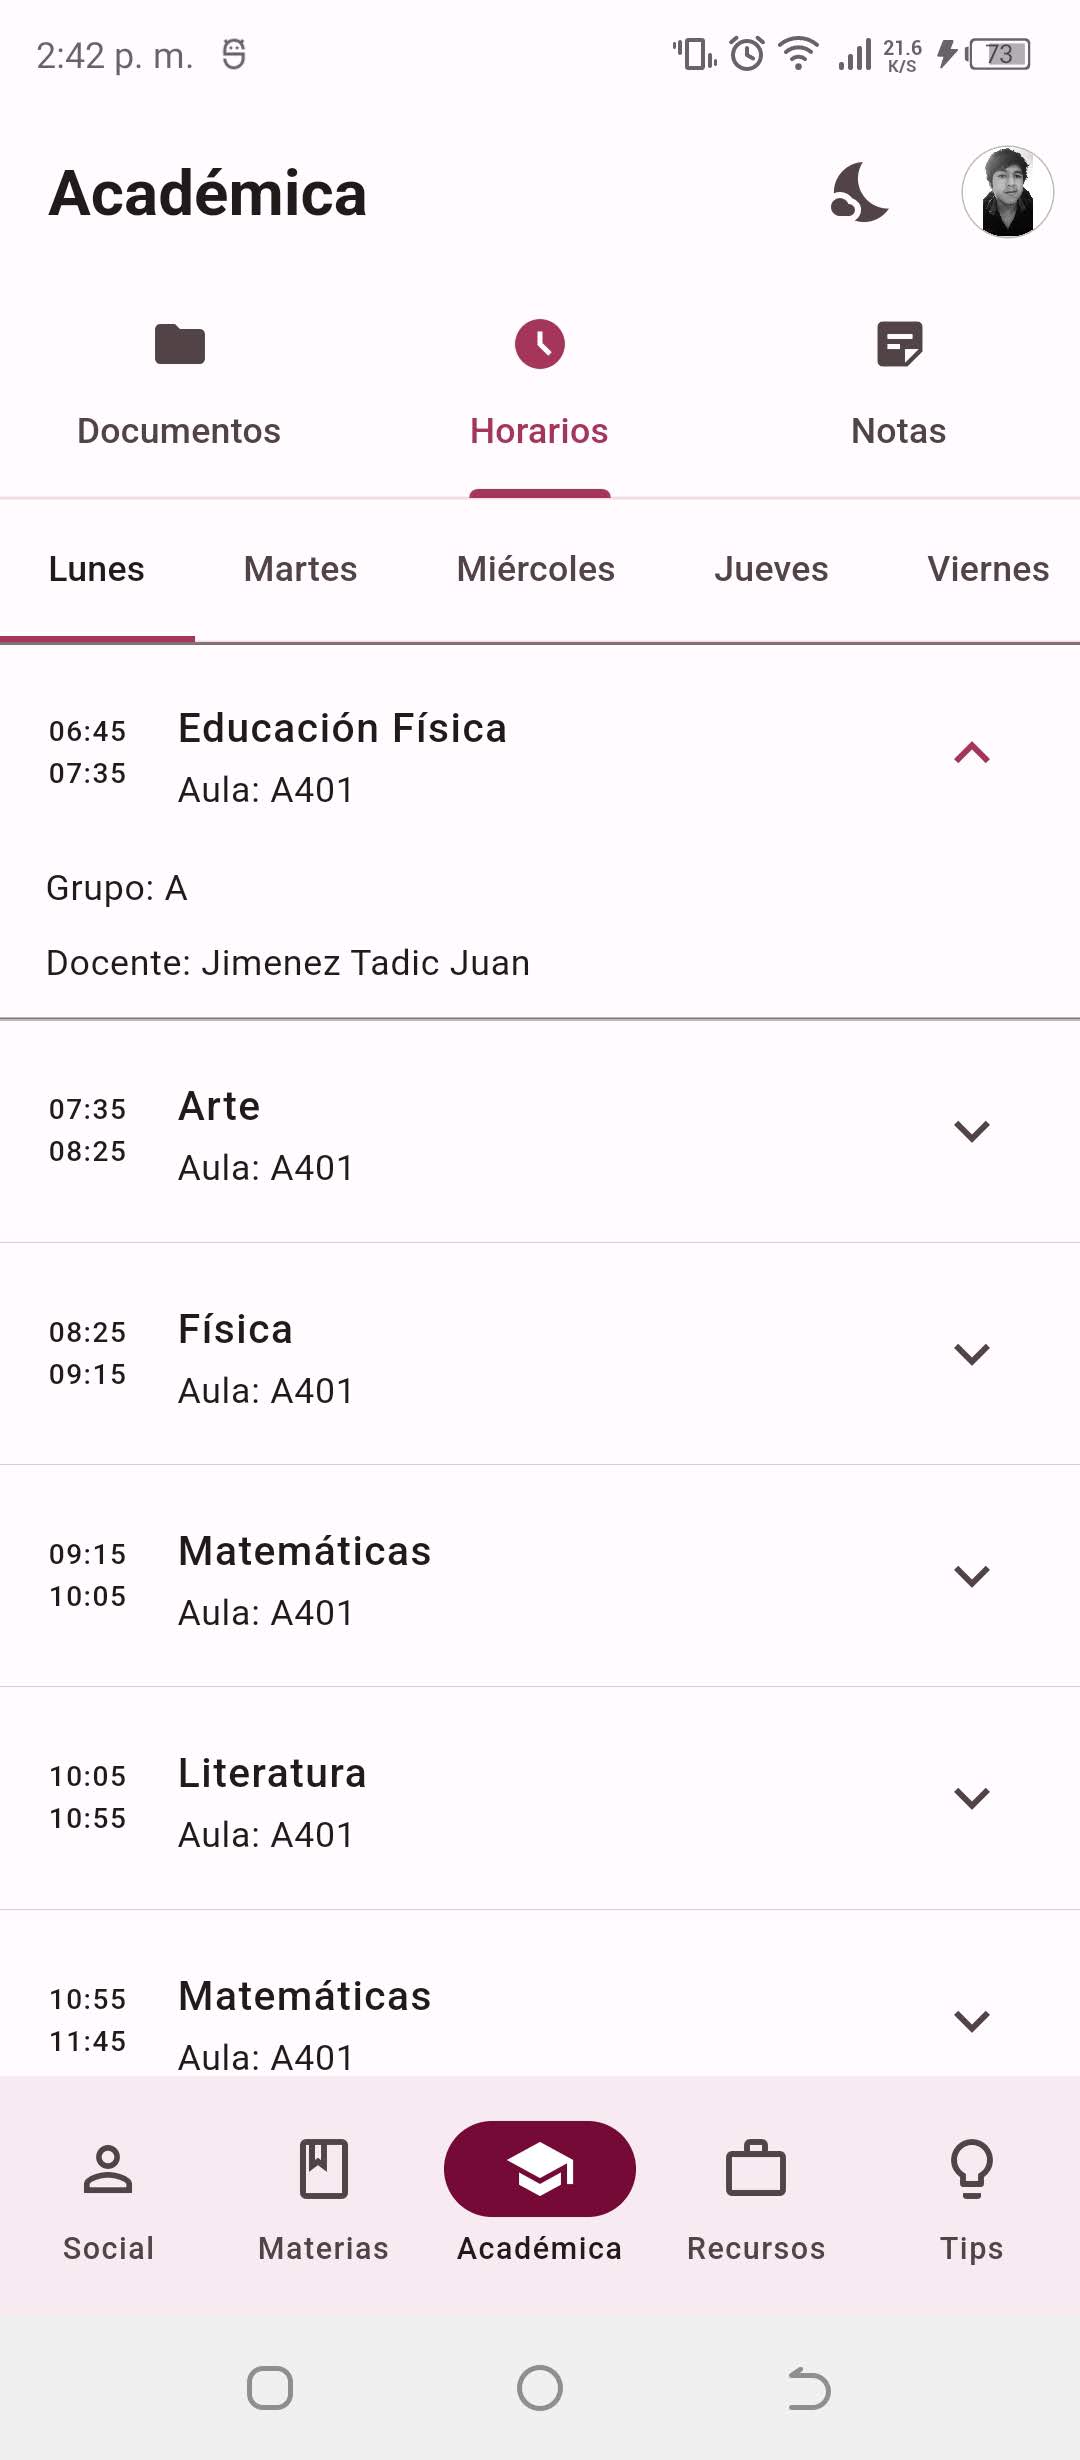 2:42 p. m.
21.6
K/S
73
Académica
Documentos
Horarios
Notas
Lunes
Martes
Miércoles
Jueves
Viernes
06:45
07:35
Educación Física
Aula: A401
Grupo: A
Docente: Jimenez Tadic Juan
07:35
08:25
Arte
Aula: A401
08:25
09:15
Física
Aula: A401
09:15
10:05
Matemáticas
Aula: A401
10:05
10:55
Literatura
Aula: A401
10:55
11:45
Matemáticas
Aula: A401
Social
Materias
Académica
Recursos
Tips